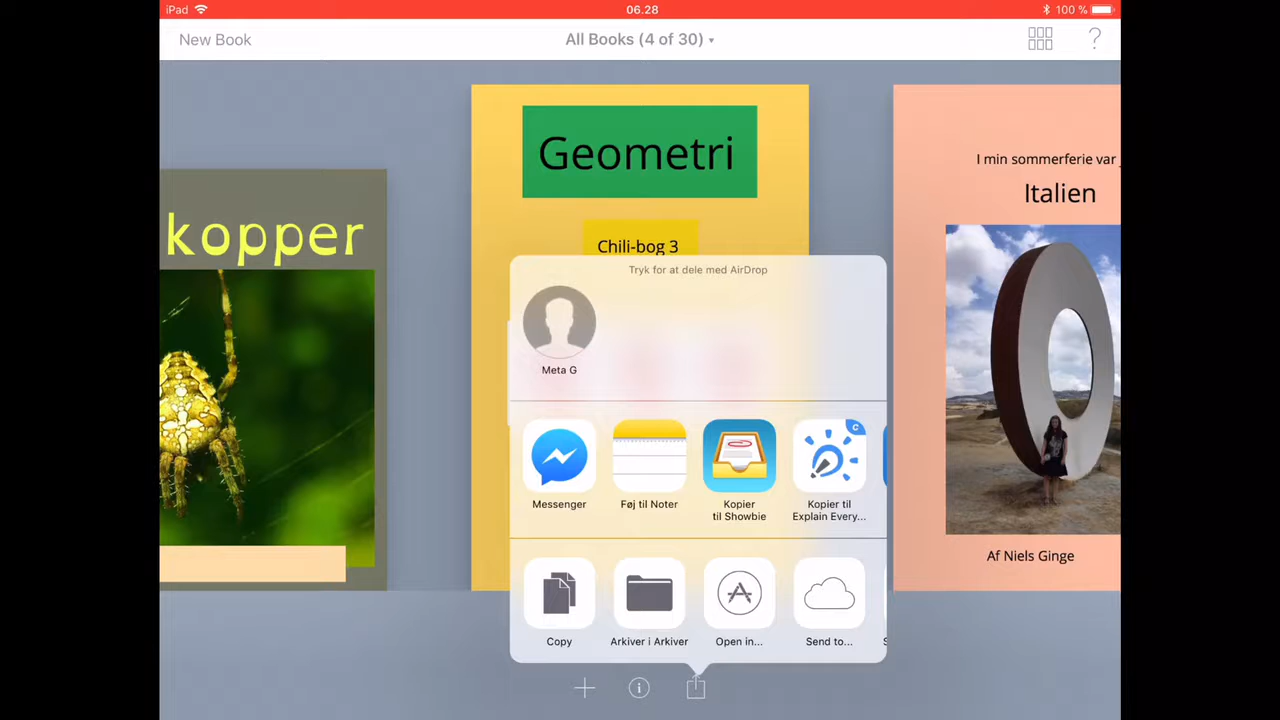 iPad
06.28
100 %
New Book
All Books (4 of 30)
?
kopper
Geometri
Chili-bog 3
I min sommerferie var
Italien
Af Niels Ginge
Tryk for at dele med AirDrop
Meta G
Messenger
Føj til Noter
Kopier
til Showbie
C
Kopier til
Explain Every...
Copy
Arkiver i Arkiver
Open in...
Send to...